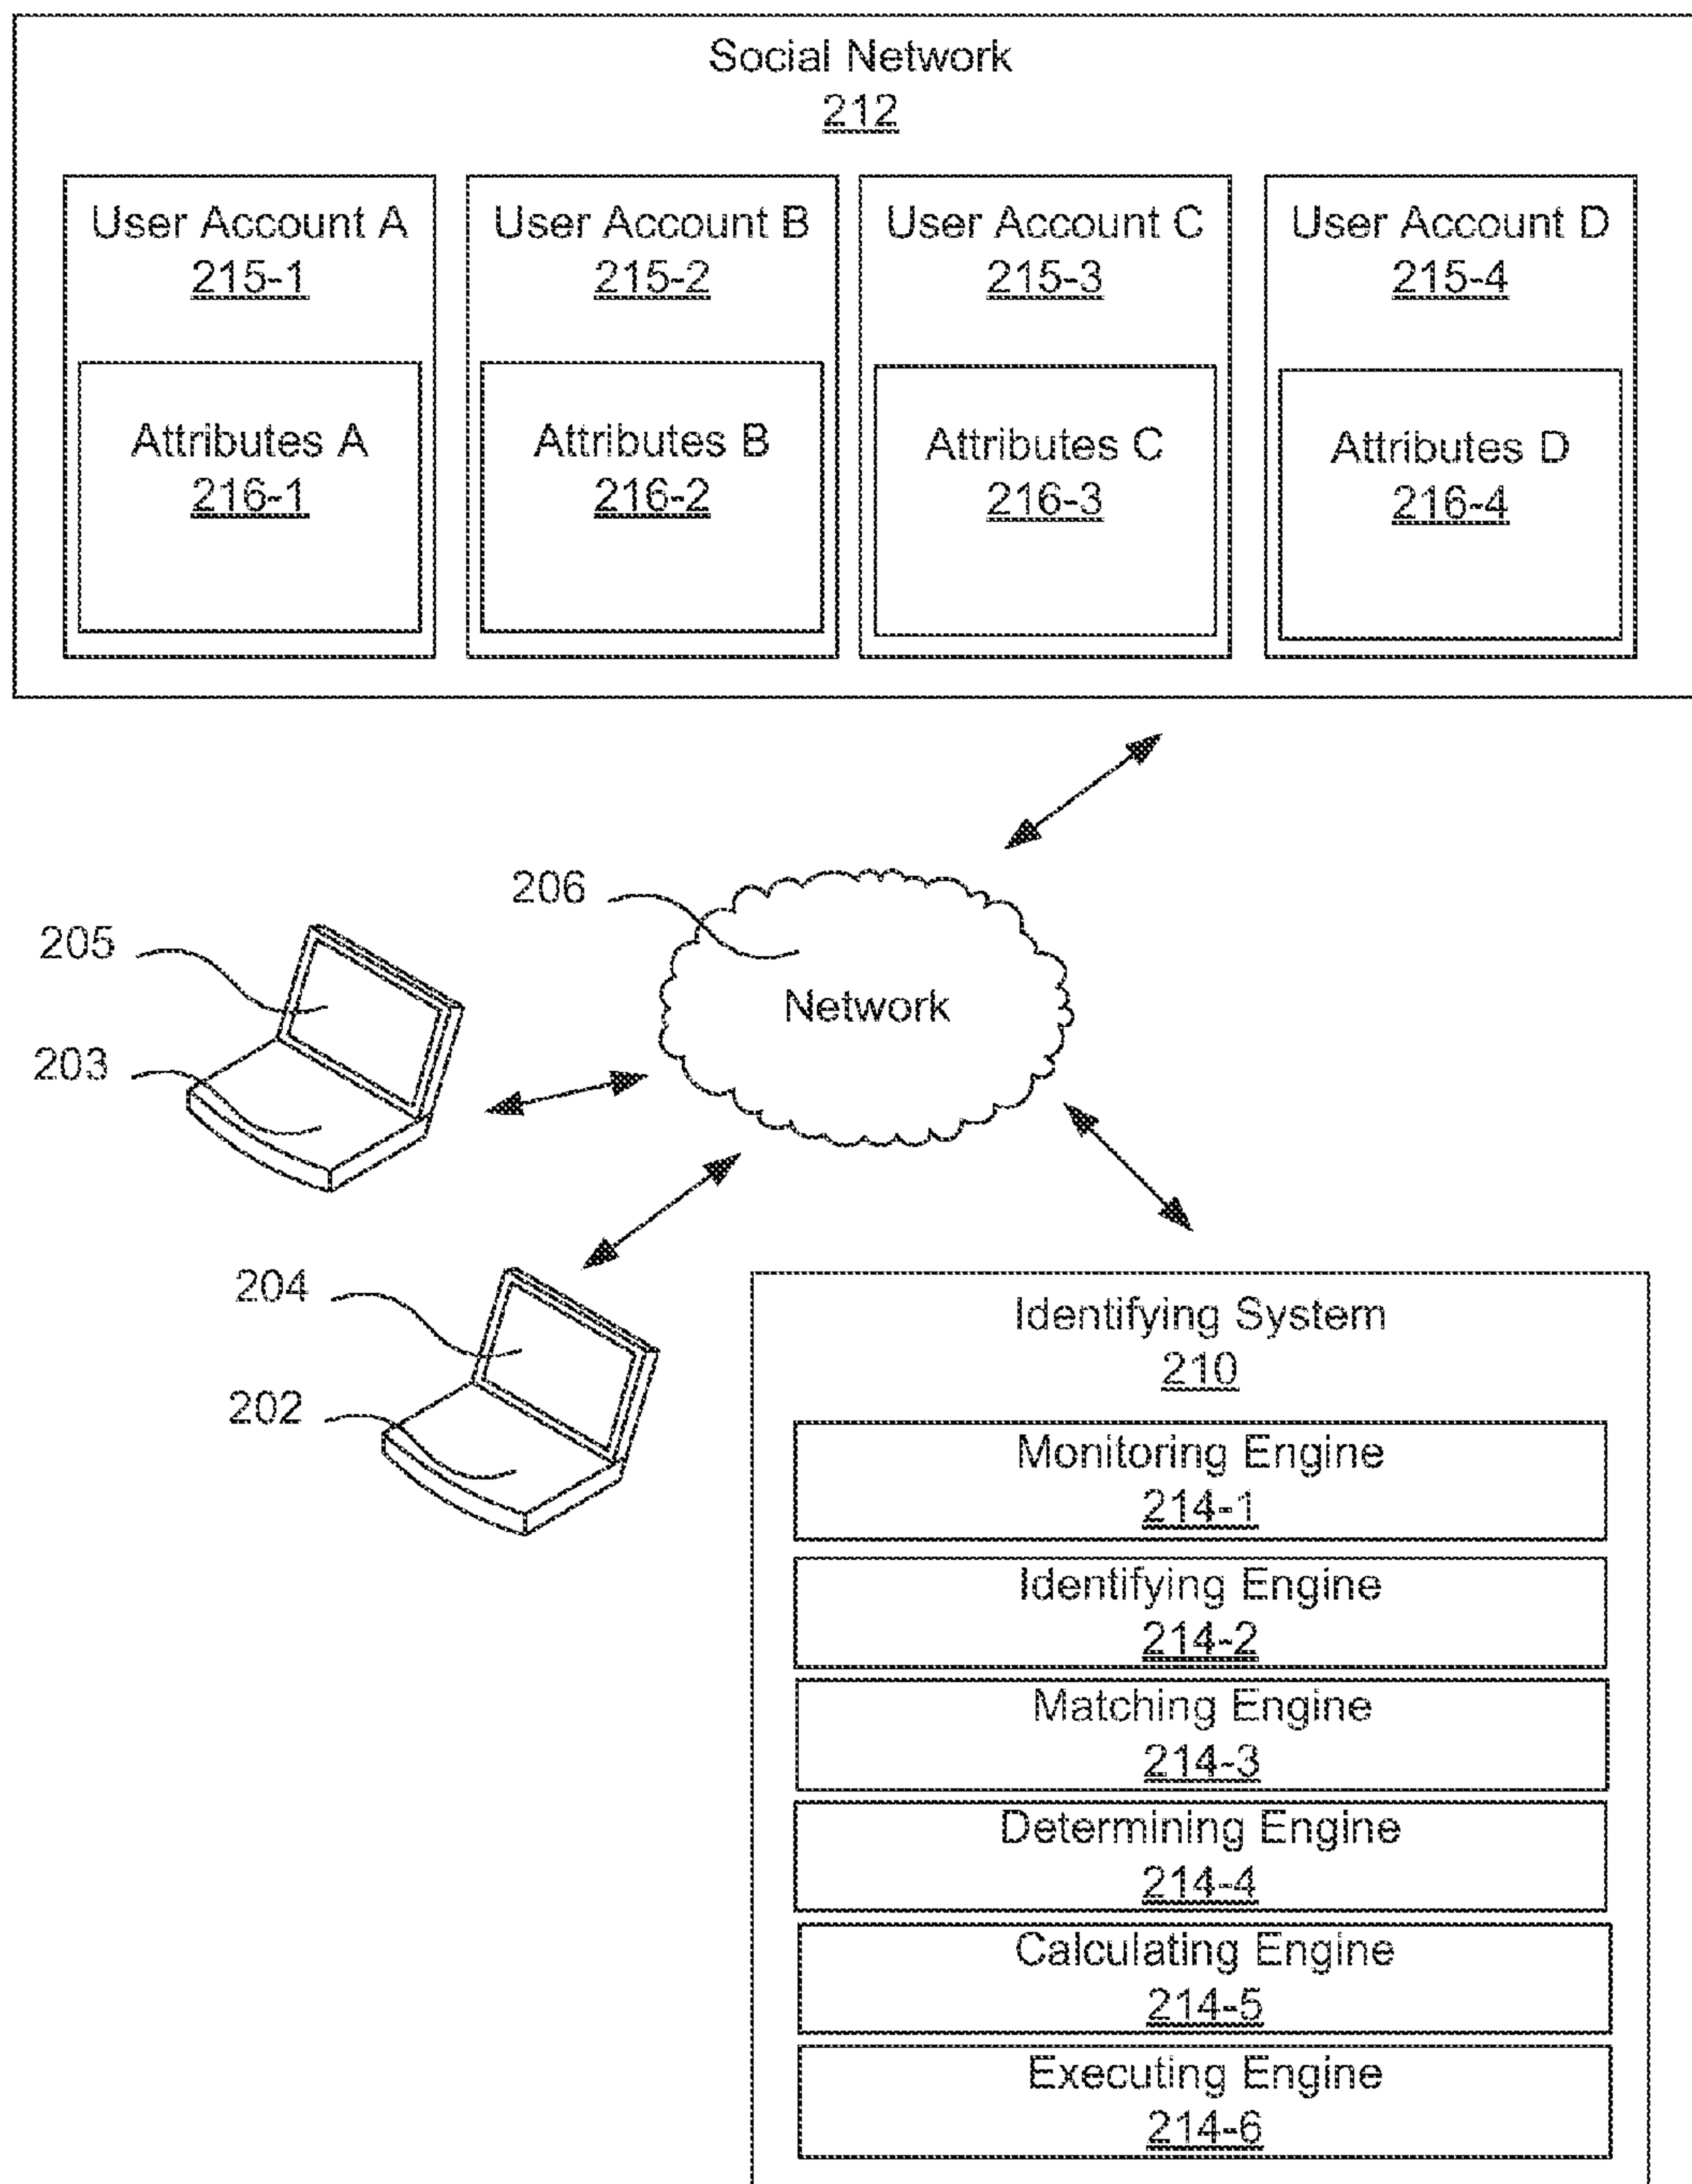 Social Network
212
User Account A
215-1
User Account B
215-2
User Account C
215-3
User Account D
215-4
Attributes A
216-1
Attributes B
216-2
Attributes C
216-3
Attributes D
216-4
206
205
Network
203
204
202
Identifying System
210
Monitoring Engine
214-1
Identifying Engine
214-2
Matching Engine
214-3
Determining Engine
214-4
Calculating Engine
214-5
Executing Engine
214-6